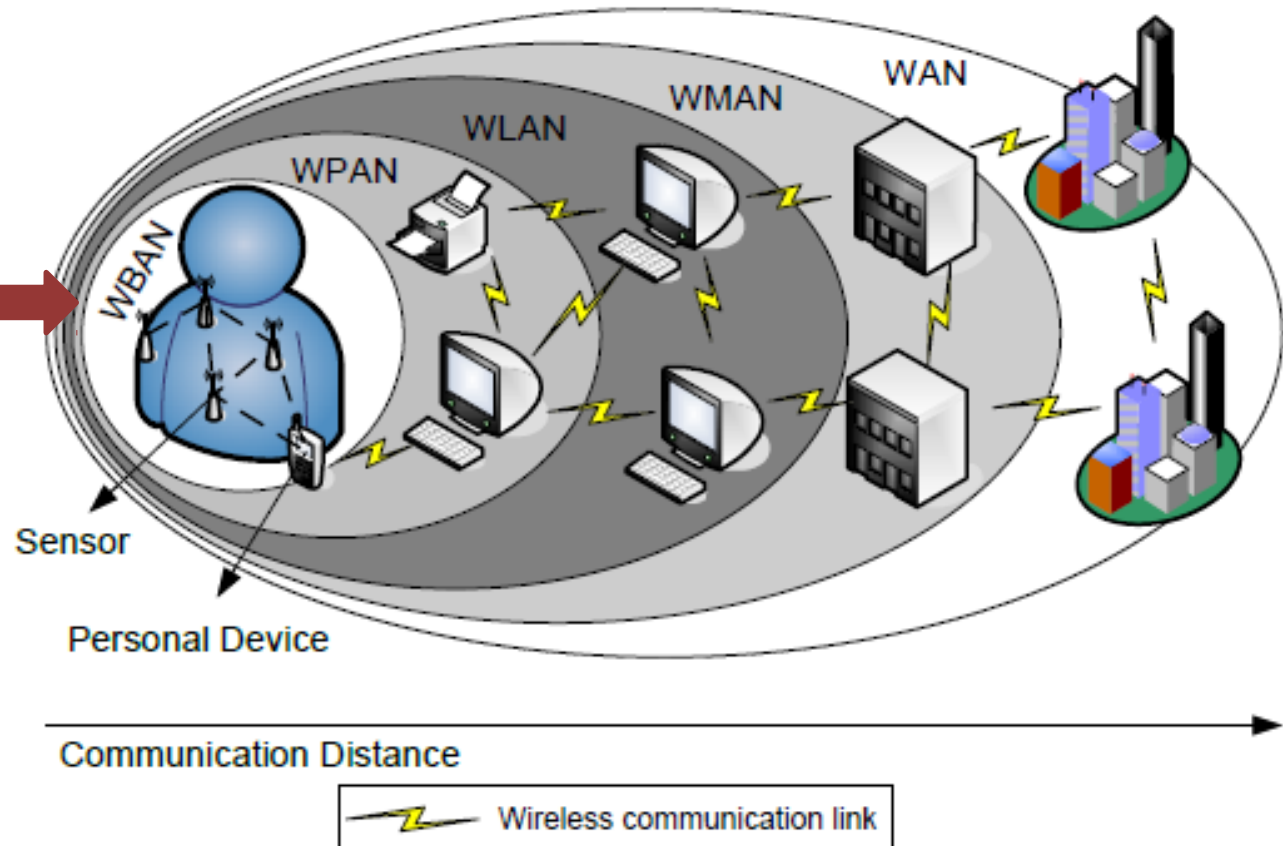 WAN
WMAN
WLAN
WPAN
WBAN
Sensor
Personal Device
Communication Distance
Wireless communication link